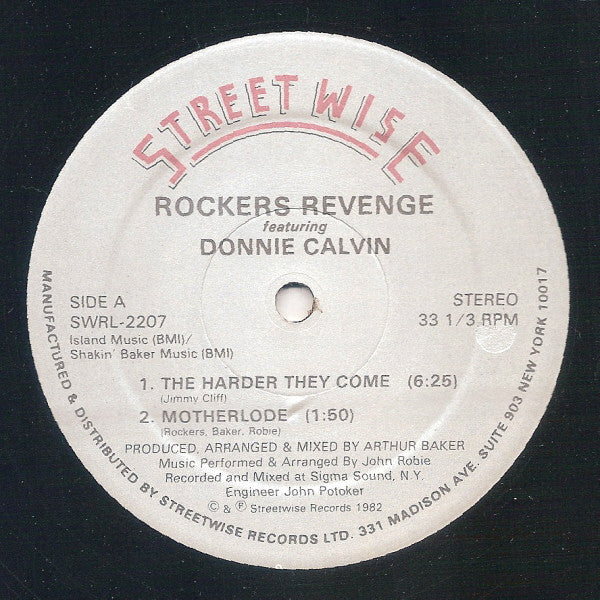 STREETWISE
ROCKERS REVENGE
featuring
DONNIE CALVIN
SIDE A
SWRL-2207
Island Music (BMI)/
Shakin' Baker Music (BMI)
STEREO
33 1/3 RPM
1. THE HARDER THEY COME (6:25)
(Jimmy Cliff)
2. MOTHERLODE (1:50)
(Rockers, Baker, Robie)
PRODUCED, ARRANGED & MIXED BY ARTHUR BAKER
Music Performed & Arranged By John Robie
Recorded and Mixed at Sigma Sound, N.Y.
Engineer John Potoker
© & ℗ Streetwise Records 1982
MANUFACTURED & DISTRIBUTED BY STREETWISE RECORDS LTD. 331 MADISON AVE. SUITE 903 NEW YORK 10017